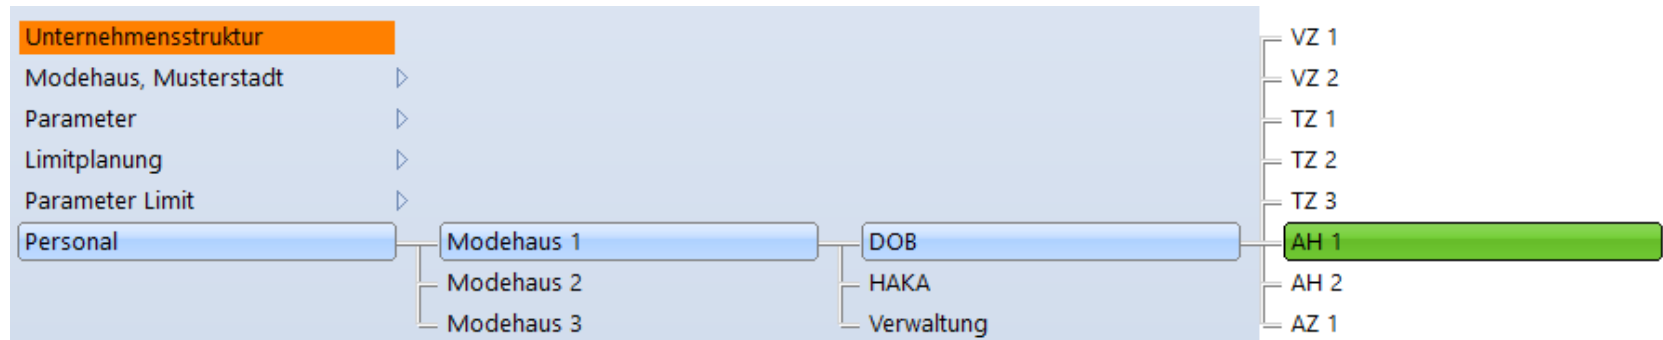 Unternehmensstruktur
VZ 1
Modehaus, Musterstadt
VZ 2
Parameter
TZ 1
Limitplanung
TZ 2
Parameter Limit
TZ 3
Personal
Modehaus 1
DOB
AH 1
Modehaus 2
HAKA
AH 2
Modehaus 3
Verwaltung
AZ 1